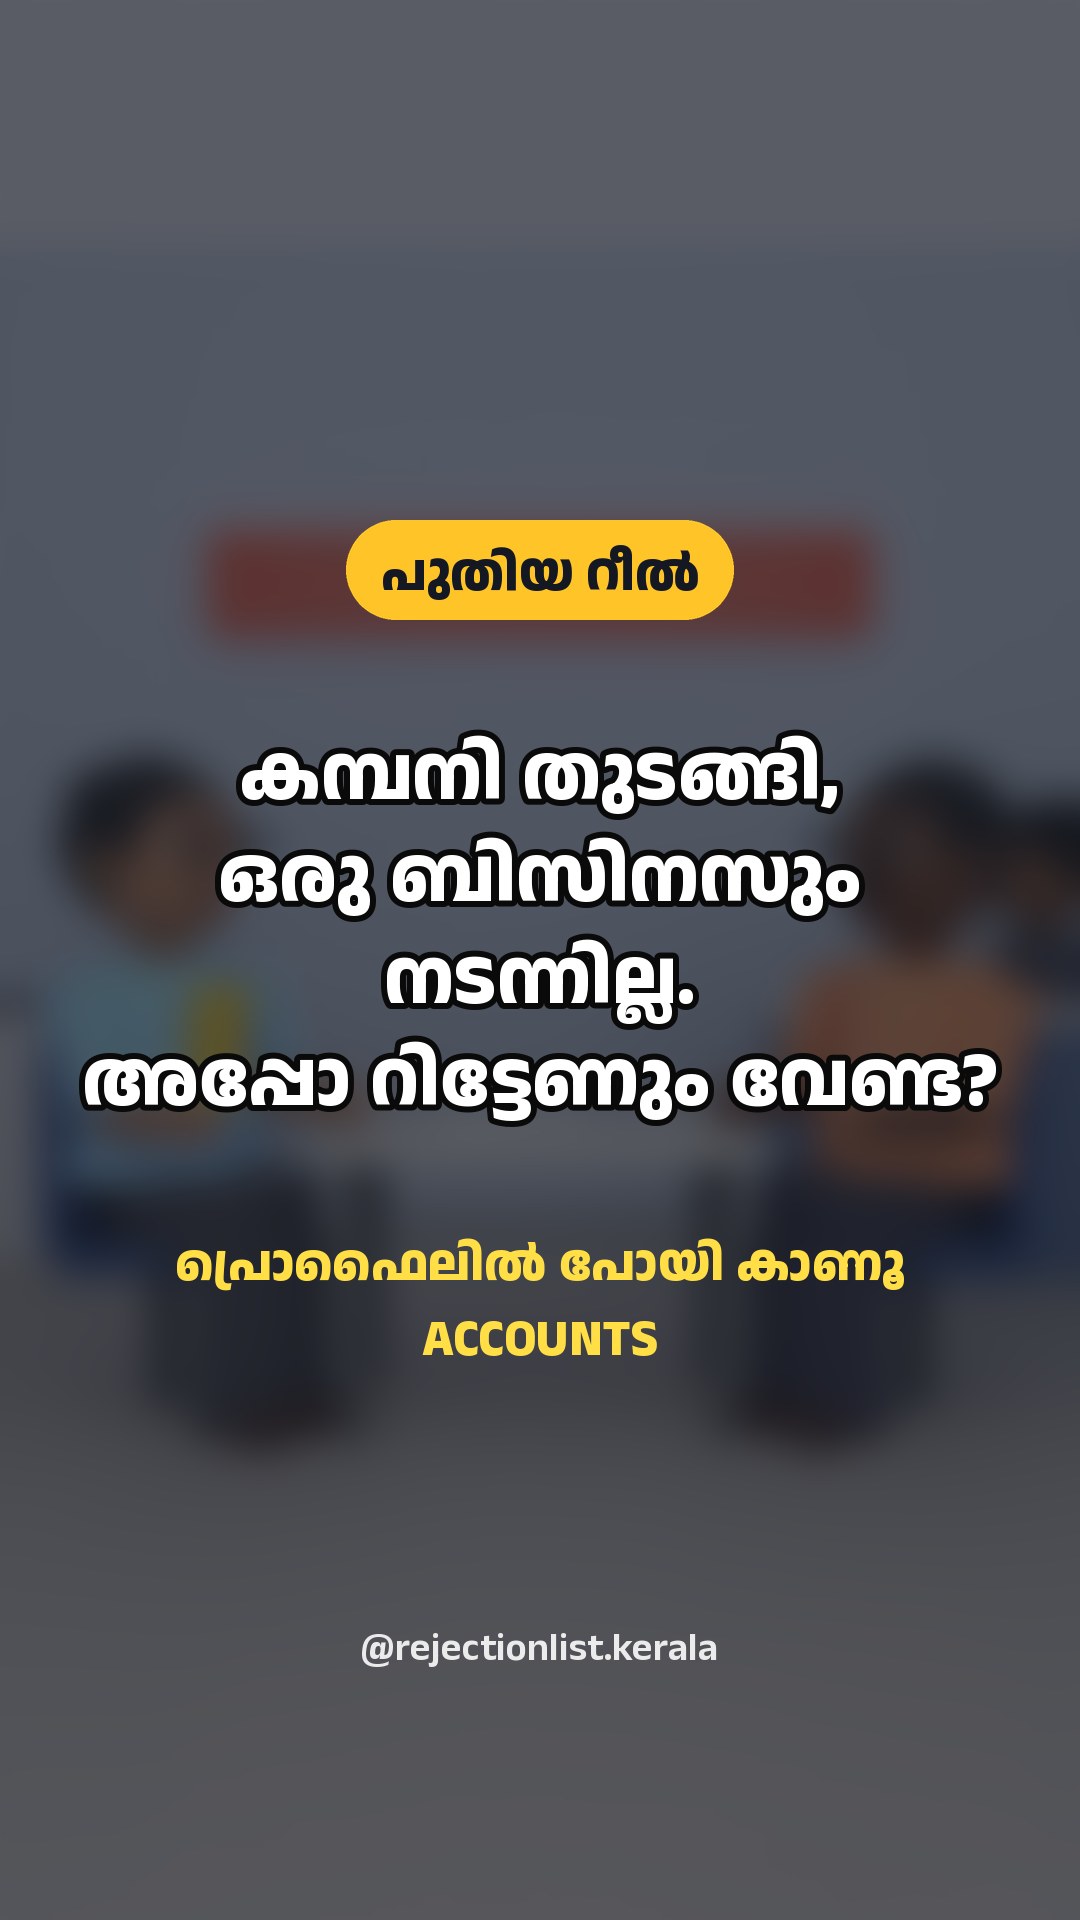 പുതിയ റീൽ
കമ്പനി തുടങ്ങി,
ഒരു ബിസിനസും
നടന്നില്ല.
അപ്പോ റിട്ടേണും വേണ്ട?
പ്രൊഫൈലിൽ പോയി കാണൂ
ACCOUNTS
@rejectionlist.kerala